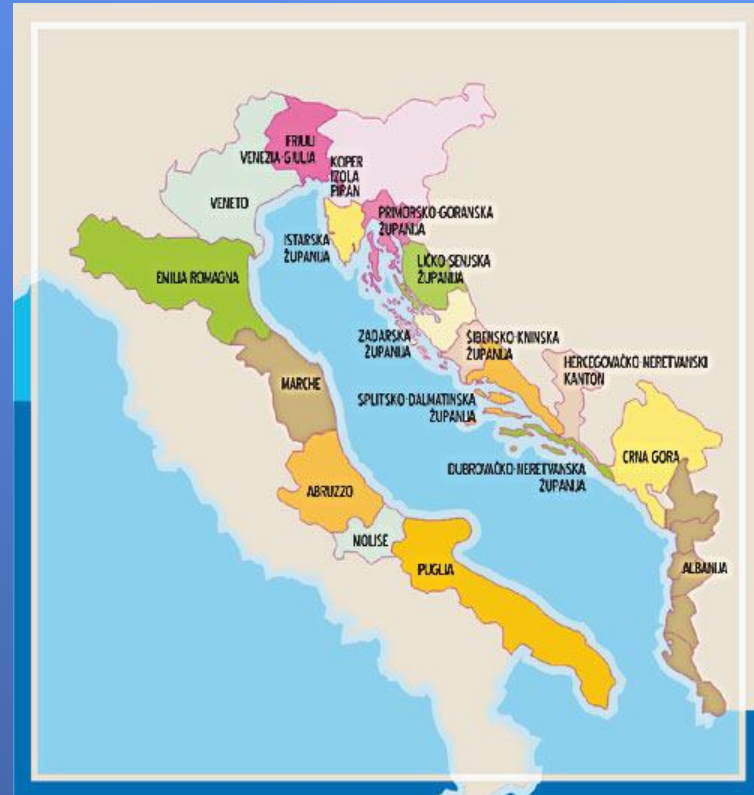 FRIULI
VENEZIA-GIULIA
KOPER
IZOLA
PIRAN
VENETO
PRIMORSKO-GORANSKA
ŽUPANIJA
ISTARSKA
ŽUPANIJA
LIČKO-SENJSKA
ŽUPANIJA
EMILIA ROMAGNA
ZADARSKA
ŽUPANIJA
ŠIBENSKO-KNINSKA
ŽUPANIJA
HERCEGOVAČKO-NERETVANSKI
KANTON
MARCHE
SPLITSKO-DALMATINSKA
ŽUPANIJA
CRNA GORA
DUBROVAČKO-NERETVANSKA
ŽUPANIJA
ABRUZZO
MOLISE
PUGLIA
ALBANIJA